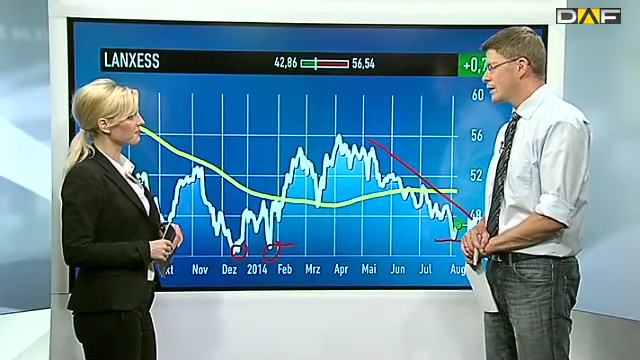 DAF
LANXESS 42,86 56,54 +0,7
60
56
52
48
Nov Dez 2014 Feb Mrz Apr Mai Jun Jul Aug